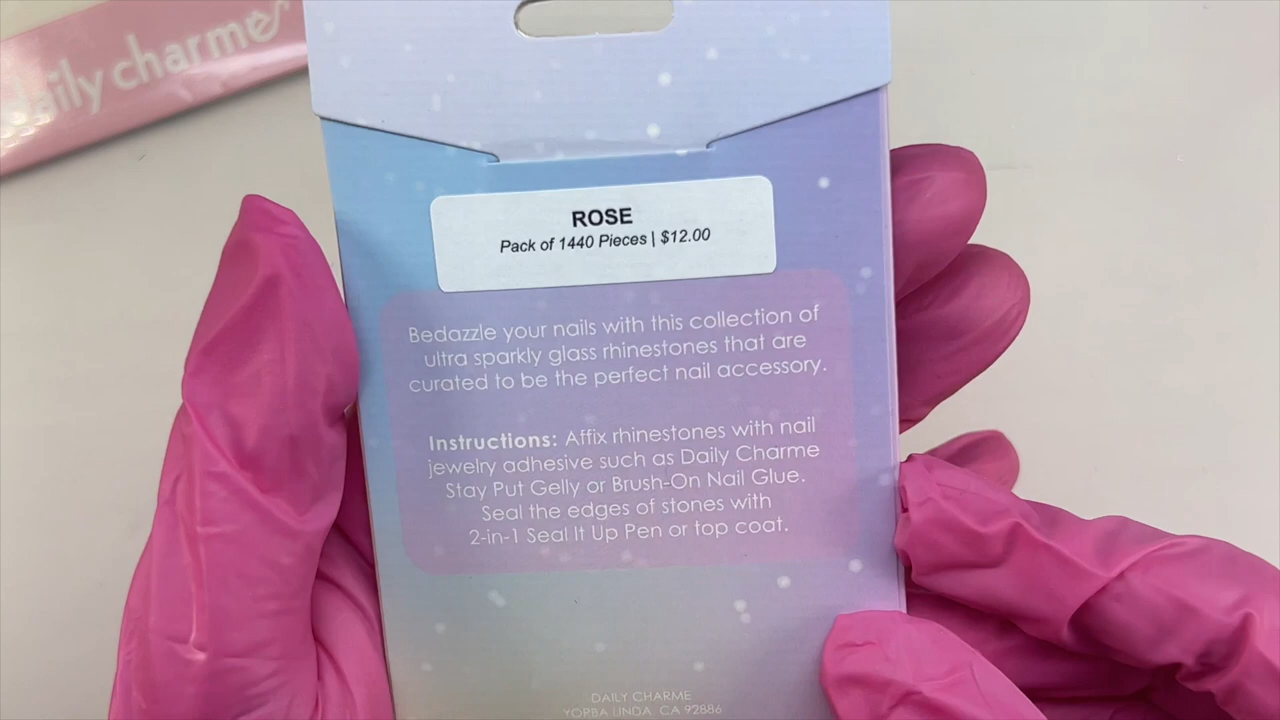 daily charme
ROSE
Pack of 1440 Pieces | $12.00
Bedazzle your nails with this collection of
ultra sparkly glass rhinestones that are
curated to be the perfect nail accessory.
Instructions: Affix rhinestones with nail
jewelry adhesive such as Daily Charme
Stay Put Gelly or Brush-On Nail Glue.
Seal the edges of stones with
2-in-1 Seal It Up Pen or top coat.
DAILY CHARME
YORBA LINDA, CA 92886